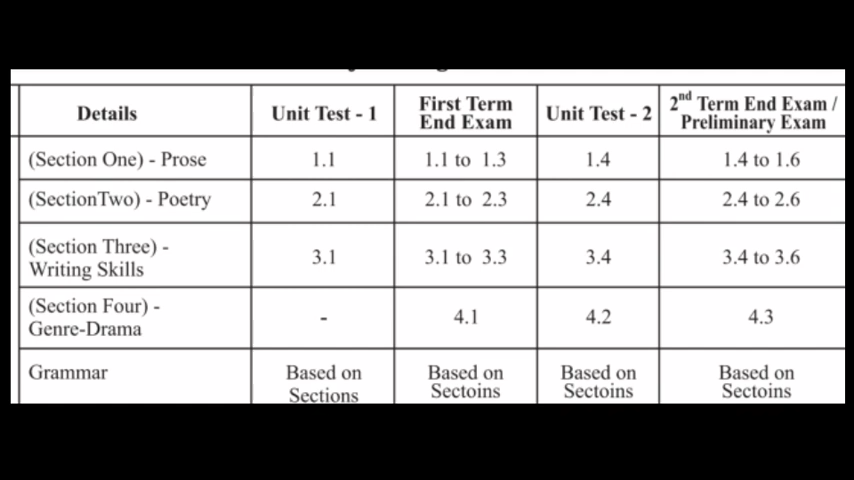 Details
Unit Test - 1
First Term
End Exam
Unit Test - 2
2nd Term End Exam /
Preliminary Exam
(Section One) - Prose
1.1
1.1 to 1.3
1.4
1.4 to 1.6
(SectionTwo) - Poetry
2.1
2.1 to 2.3
2.4
2.4 to 2.6
(Section Three) -
Writing Skills
3.1
3.1 to 3.3
3.4
3.4 to 3.6
(Section Four) -
Genre-Drama
-
4.1
4.2
4.3
Grammar
Based on
Sections
Based on
Sectoins
Based on
Sectoins
Based on
Sectoins